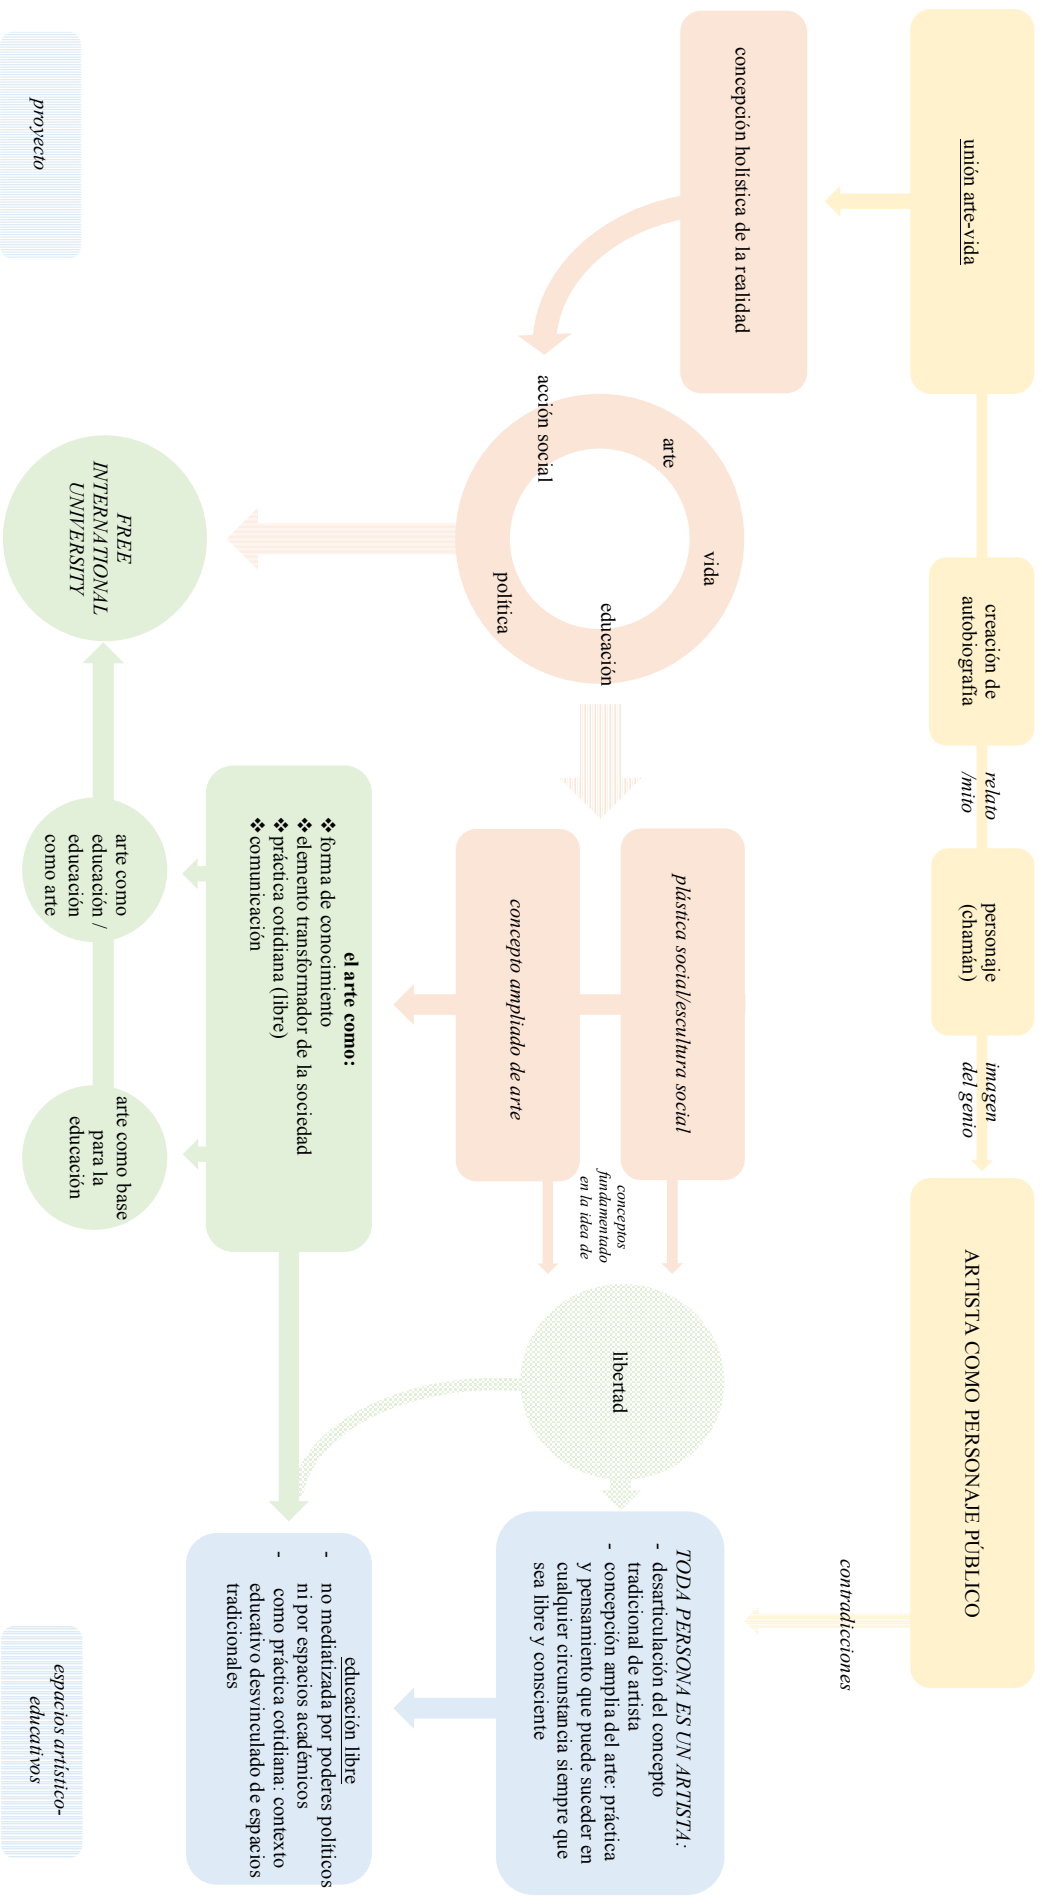 unión arte-vida
creación de
autobiografía
relato
/mito
personaje
(chamán)
imagen
del genio
ARTISTA COMO PERSONAJE PÚBLICO
contradicciones
concepción holística de la realidad
arte
vida
educación
política
acción social
plástica social/escultura social
concepto ampliado de arte
conceptos
fundamentado
en la idea de
libertad
TODA PERSONA ES UN ARTISTA:
- desarticulación del concepto
tradicional de artista
- concepción amplia del arte: práctica
y pensamiento que puede suceder en
cualquier circunstancia siempre que
sea libre y consciente
el arte como:
❖ forma de conocimiento
❖ elemento transformador de la sociedad
❖ práctica cotidiana (libre)
❖ comunicación
educación libre
- no mediatizada por poderes políticos
ni por espacios académicos
- como práctica cotidiana: contexto
educativo desvinculado de espacios
tradicionales
FREE
INTERNATIONAL
UNIVERSITY
arte como
educación /
educación
como arte
arte como base
para la
educación
proyecto
espacios artístico-
educativos